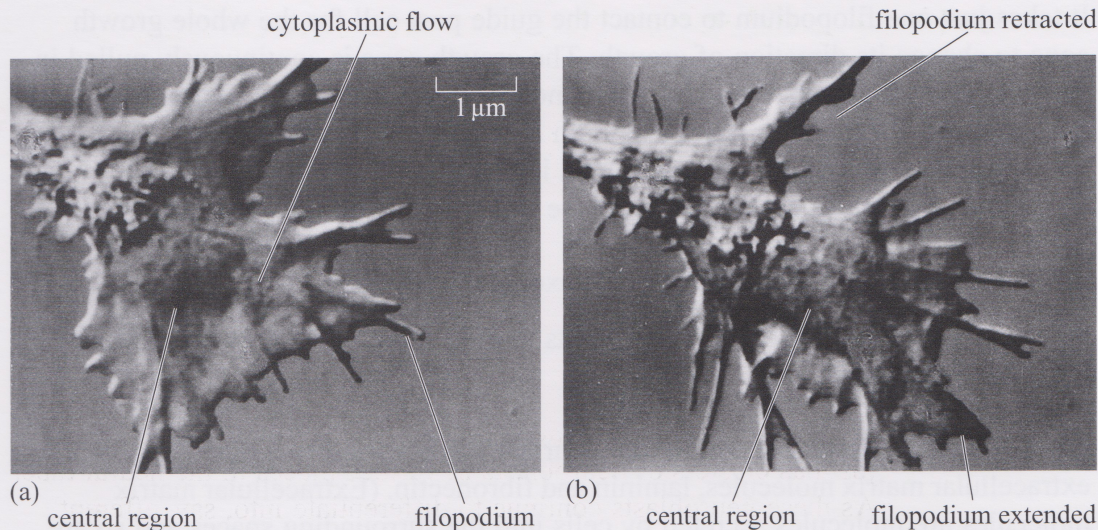 cytoplasmic flow
filopodium retracted
1 µm
(a)
(b)
central region
filopodium
central region
filopodium extended